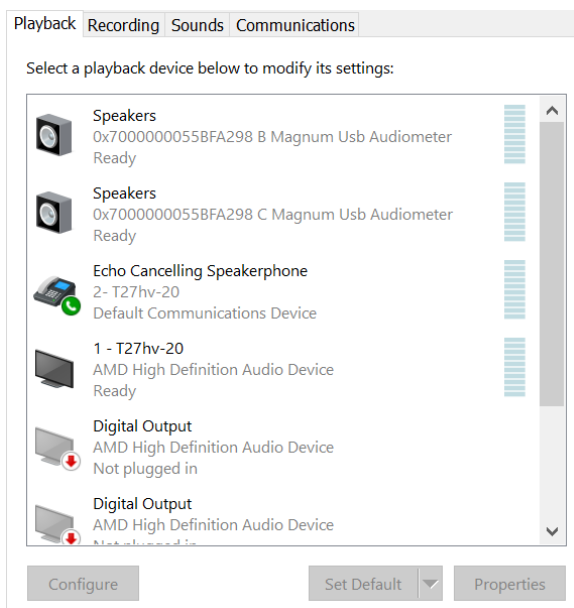 Playback Recording Sounds Communications
Select a playback device below to modify its settings:
Speakers
0x7000000055BFA298 B Magnum Usb Audiometer
Ready
Speakers
0x7000000055BFA298 C Magnum Usb Audiometer
Ready
Echo Cancelling Speakerphone
2- T27hv-20
Default Communications Device
1 - T27hv-20
AMD High Definition Audio Device
Ready
Digital Output
AMD High Definition Audio Device
Not plugged in
Digital Output
AMD High Definition Audio Device
Configure Set Default Properties